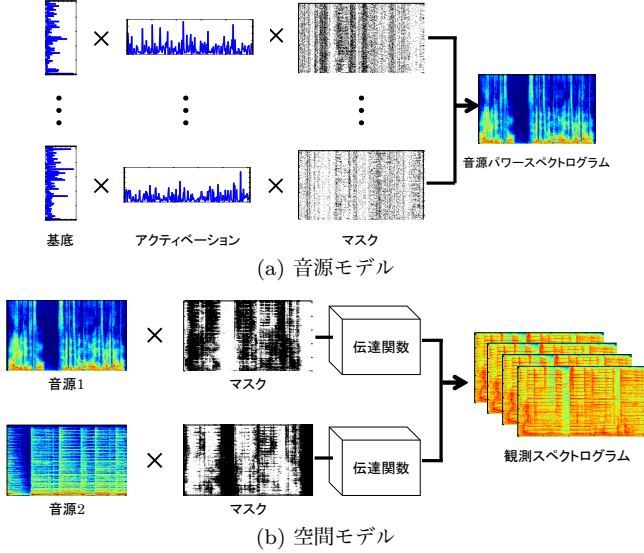 音源パワースペクトログラム
基底 アクティベーション マスク
(a) 音源モデル
伝達関数
音源1 マスク
観測スペクトログラム
伝達関数
音源2 マスク
(b) 空間モデル